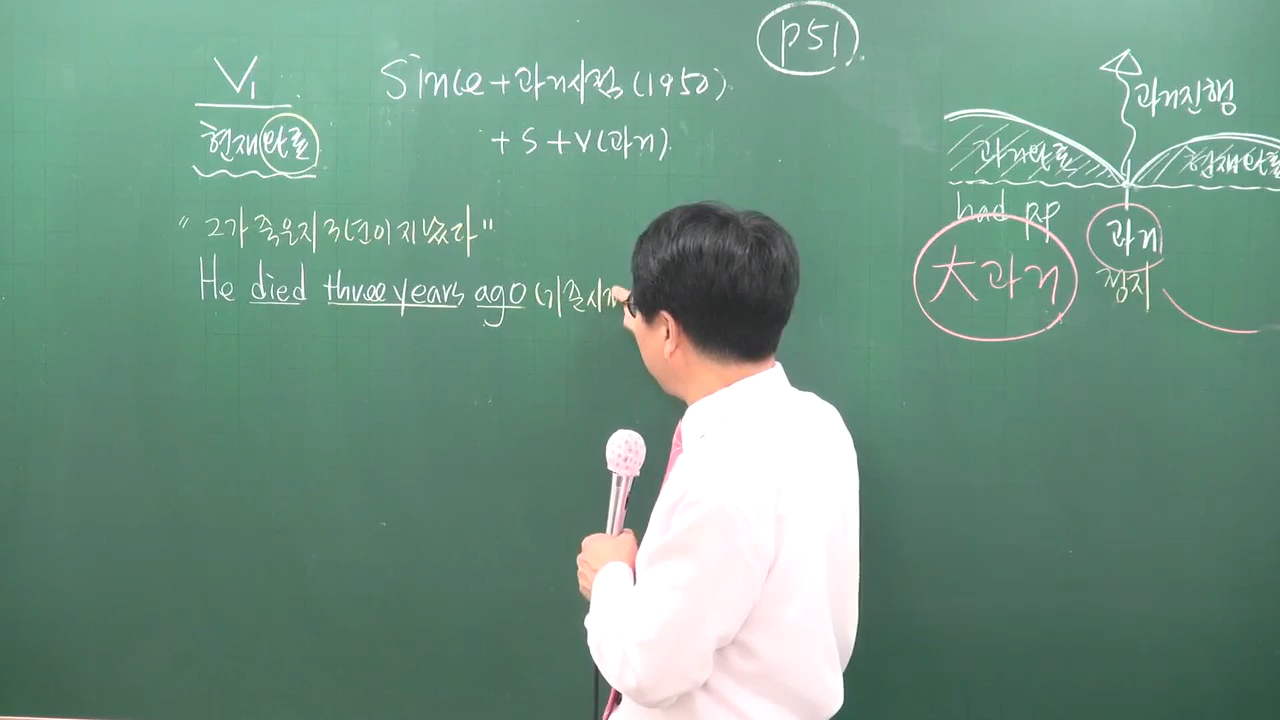 p51
V₁ Since + 과거시점 (1950)
현재완료 + S + V(과거)
"그가 죽은지 3년이 지났다"
He died three years ago (기준시제
과거진행
과거완료 현재완료
had pp 과거
大과거 정지